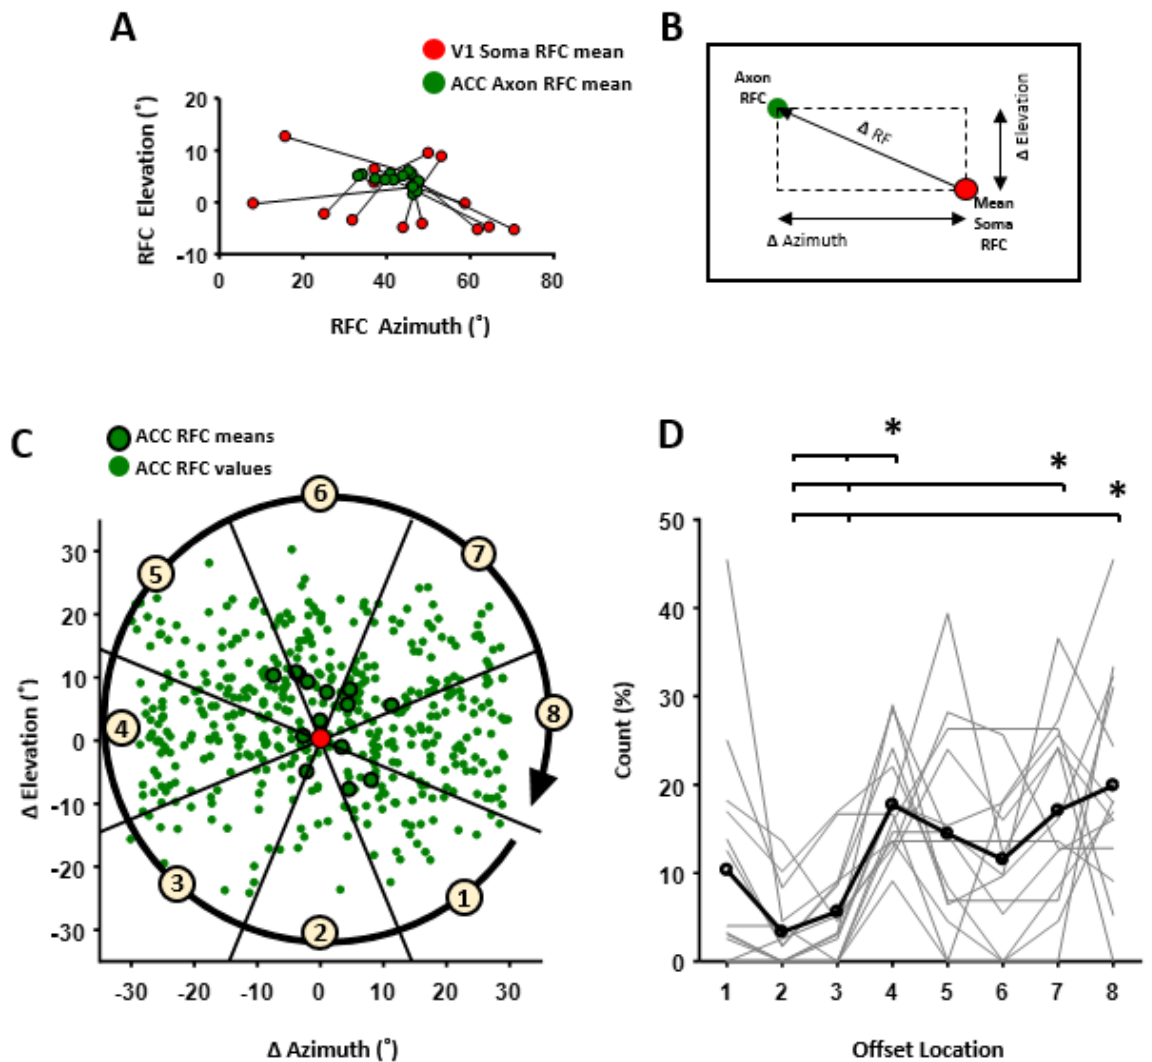 A
V1 Soma RFC mean
ACC Axon RFC mean
RFC Elevation (°)
20
10
0
-10
0
20
40
60
80
RFC Azimuth (°)
B
Axon
RFC
Δ RF
Δ Elevation
Mean
Soma
RFC
Δ Azimuth
C
ACC RFC means
ACC RFC values
Δ Elevation (°)
30
20
10
0
-10
-20
-30
-30
-20
-10
0
10
20
30
Δ Azimuth (°)
6
7
5
8
4
3
1
2
D
*
*
*
Count (%)
50
40
30
20
10
0
1
2
3
4
5
6
7
8
Offset Location